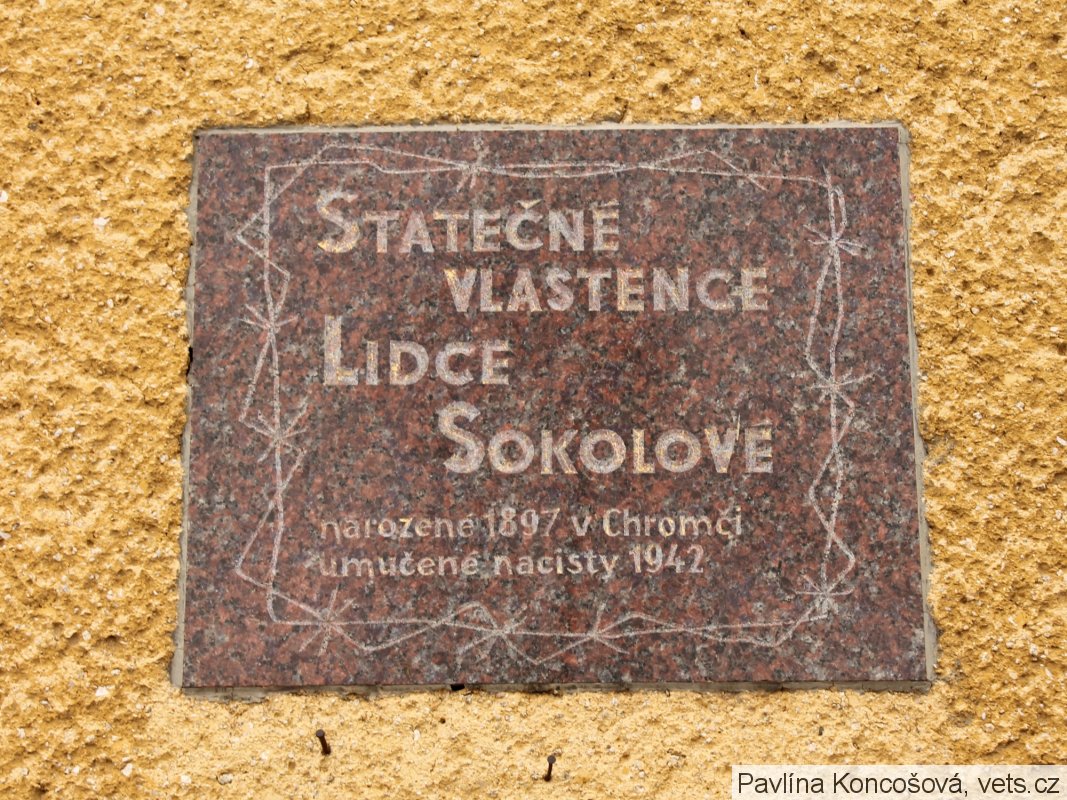 STATEČNÉ
VLASTENCE
LIDCE
SOKOLOVÉ
narozené 1897 v Chromči
umučené nacisty 1942
Pavlína Koncošová, vets.cz